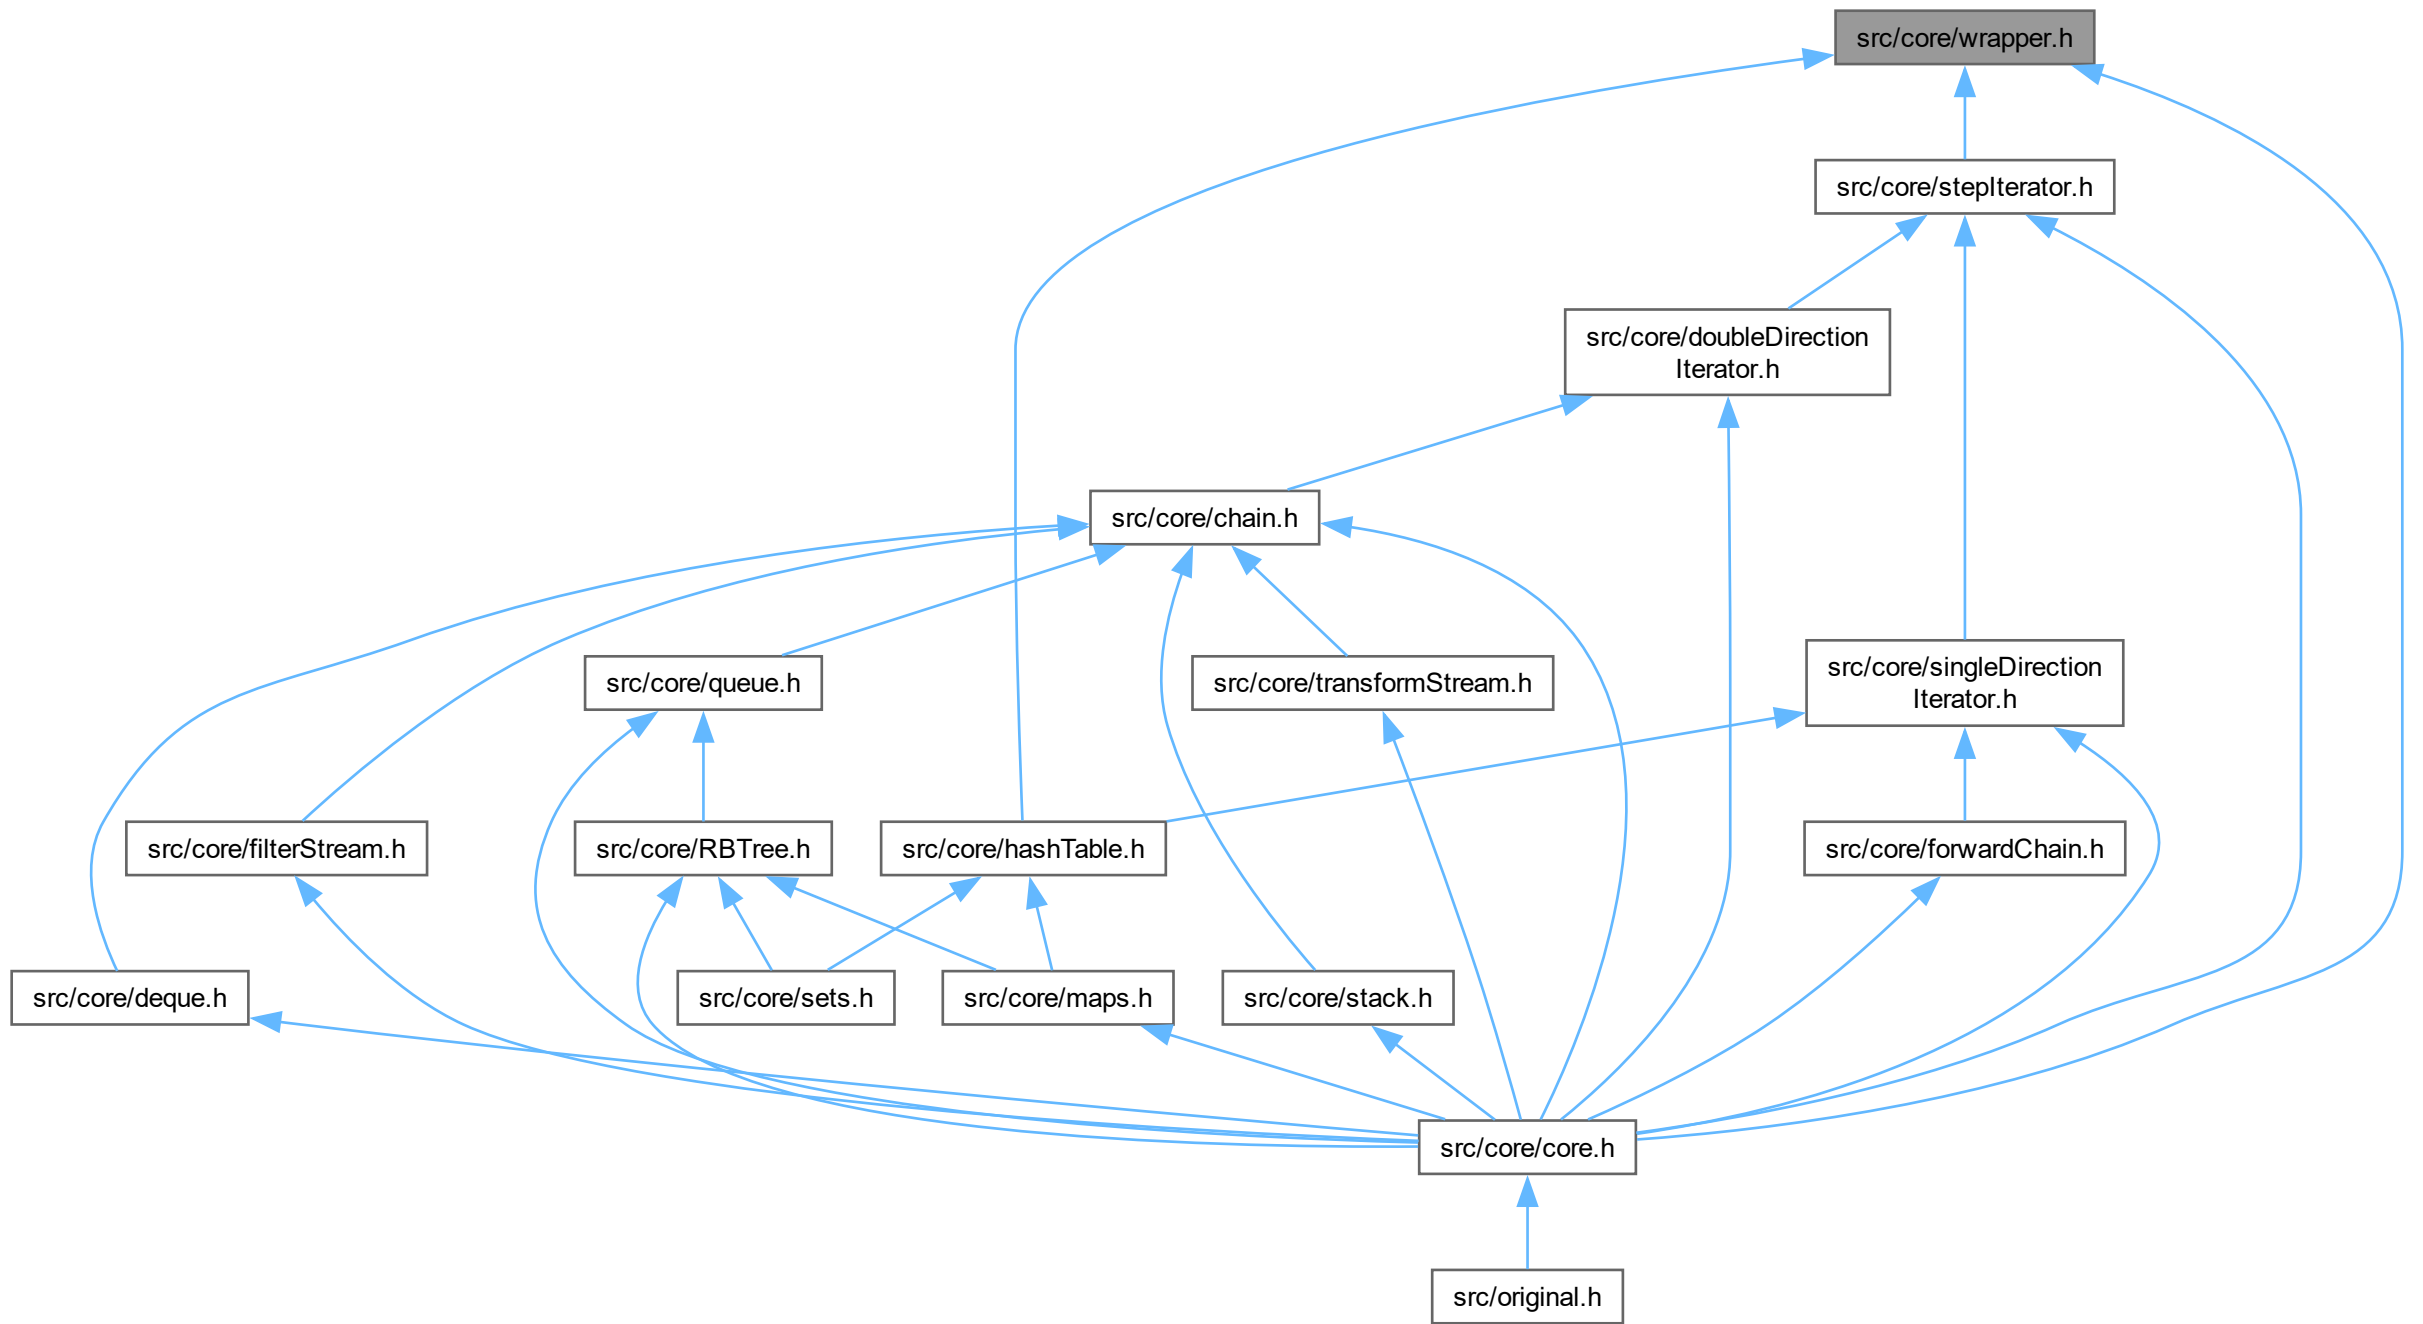 src/core/wrapper.h
src/core/stepIterator.h
src/core/doubleDirection
Iterator.h
src/core/chain.h
src/core/queue.h
src/core/transformStream.h
src/core/singleDirection
Iterator.h
src/core/filterStream.h
src/core/RBTree.h
src/core/hashTable.h
src/core/forwardChain.h
src/core/deque.h
src/core/sets.h
src/core/maps.h
src/core/stack.h
src/core/core.h
src/original.h